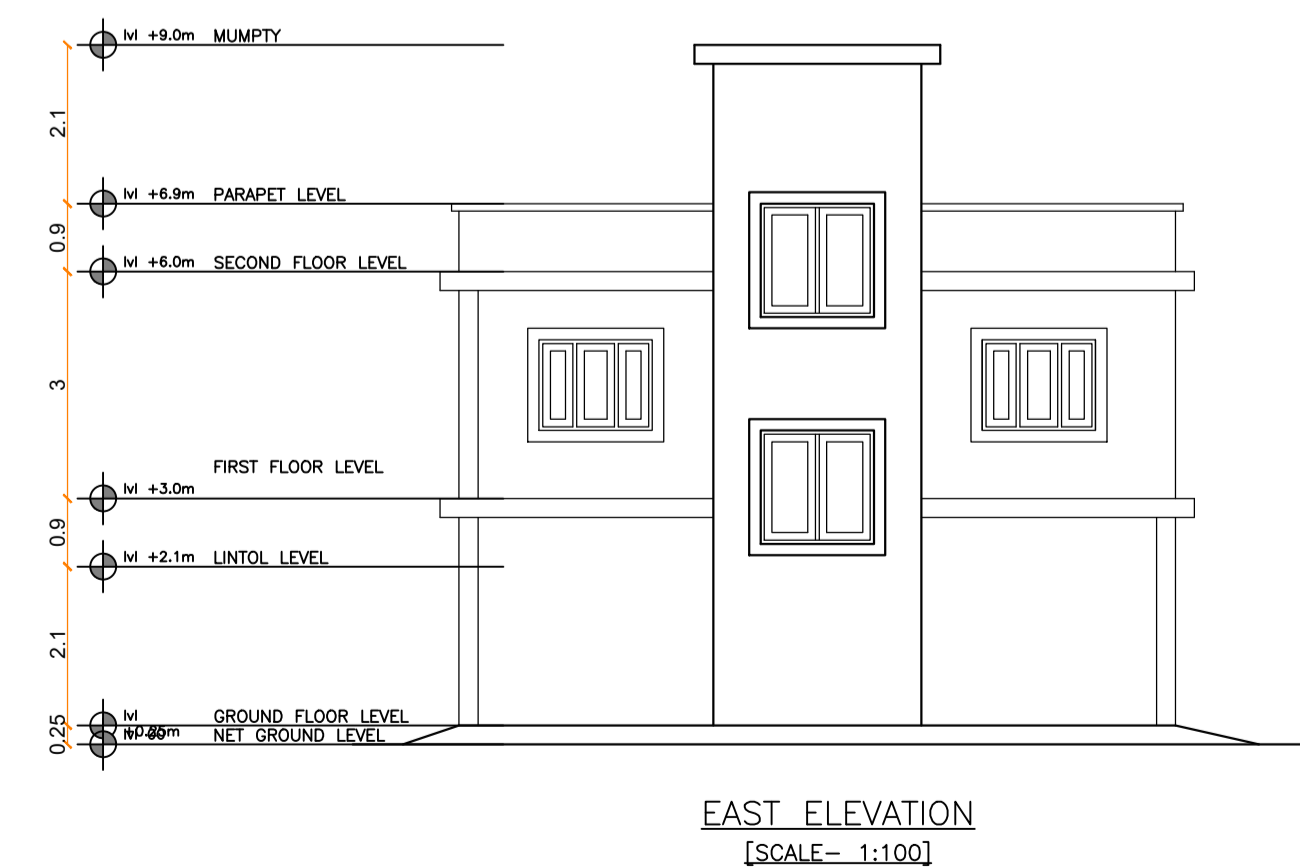 lvl +9.0m MUMPTY
2.1
lvl +6.9m PARAPET LEVEL
0.9
lvl +6.0m SECOND FLOOR LEVEL
3
FIRST FLOOR LEVEL
lvl +3.0m
0.9
lvl +2.1m LINTOL LEVEL
2.1
lvl GROUND FLOOR LEVEL
0.25
NET GROUND LEVEL
EAST ELEVATION
[SCALE- 1:100]